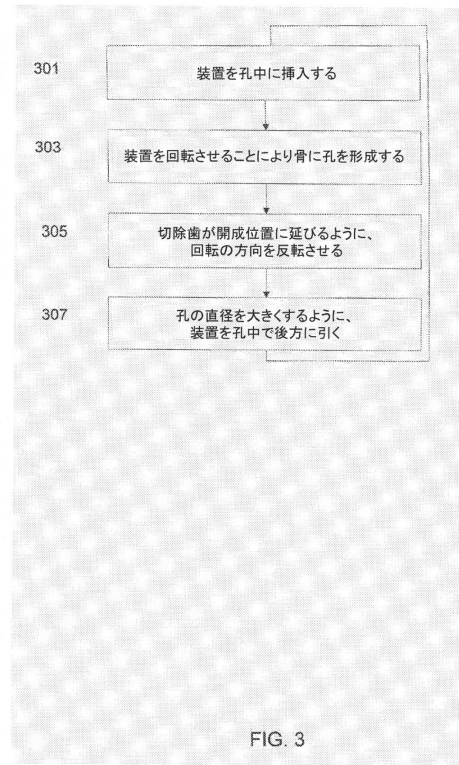 301
装置を孔中に挿入する
303
装置を回転させることにより骨に孔を形成する
305
切除歯が開成位置に延びるように、
回転の方向を反転させる
307
孔の直径を大きくするように、
装置を孔中で後方に引く
FIG. 3